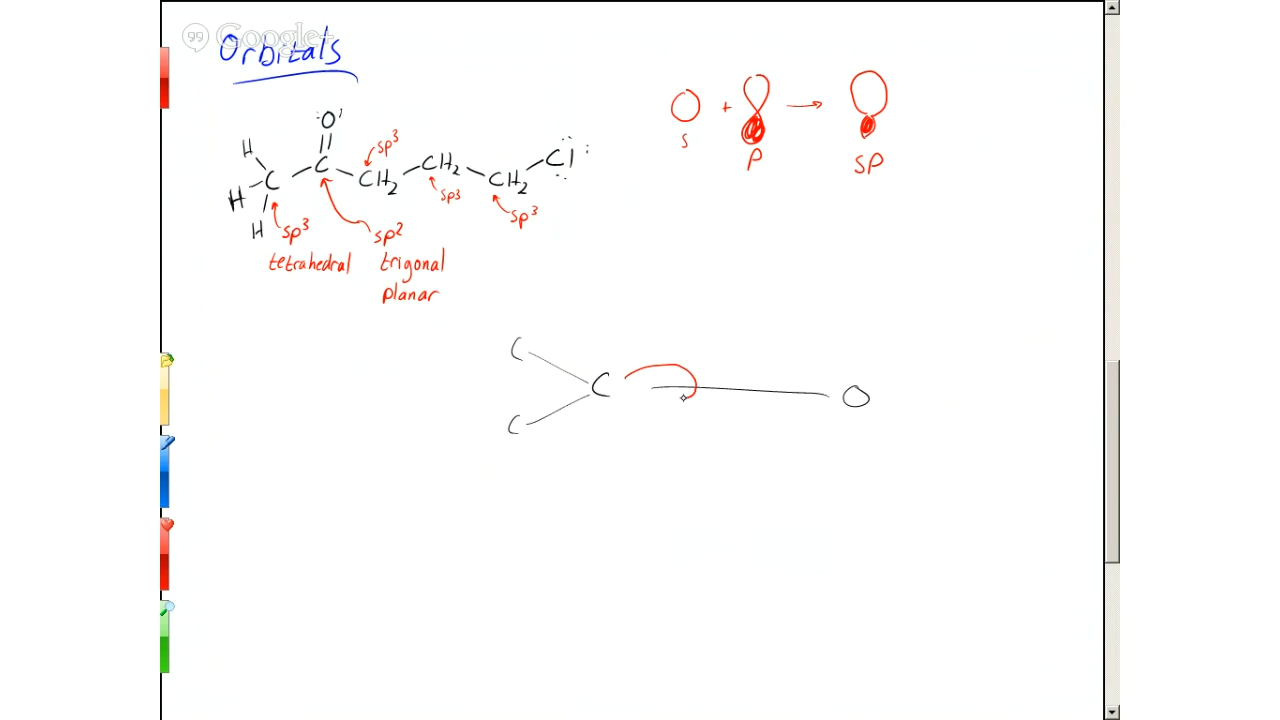 Google+
Orbitals
s + p → sp
:O'
H
C
C
CH₂
CH₂
CH₂
Cl
:
H
H
sp³
sp³
sp³
sp³
tetrahedral
sp²
trigonal
planar
C
C
O
C